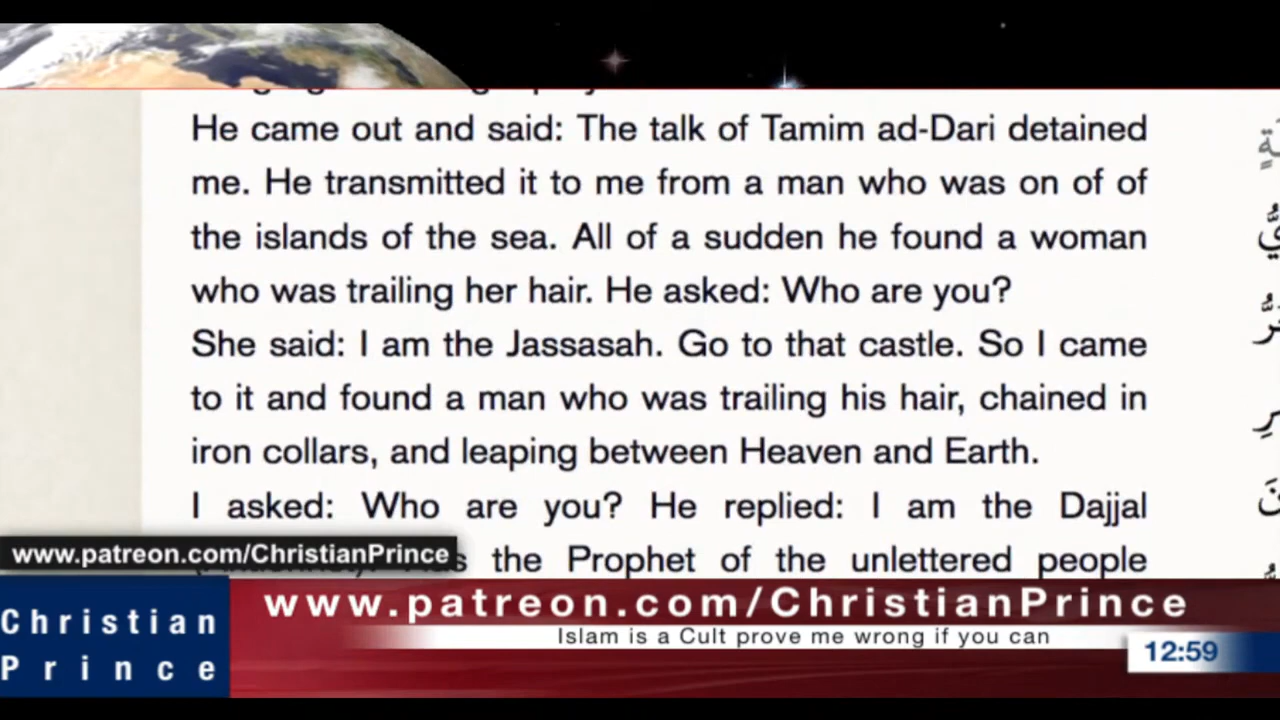 He came out and said: The talk of Tamim ad-Dari detained
me. He transmitted it to me from a man who was on of of
the islands of the sea. All of a sudden he found a woman
who was trailing her hair. He asked: Who are you?
She said: I am the Jassasah. Go to that castle. So I came
to it and found a man who was trailing his hair, chained in
iron collars, and leaping between Heaven and Earth.
I asked: Who are you? He replied: I am the Dajjal
the Prophet of the unlettered people
www.patreon.com/ChristianPrince
www.patreon.com/ChristianPrince
Islam is a Cult prove me wrong if you can
Christian
Prince
12:59